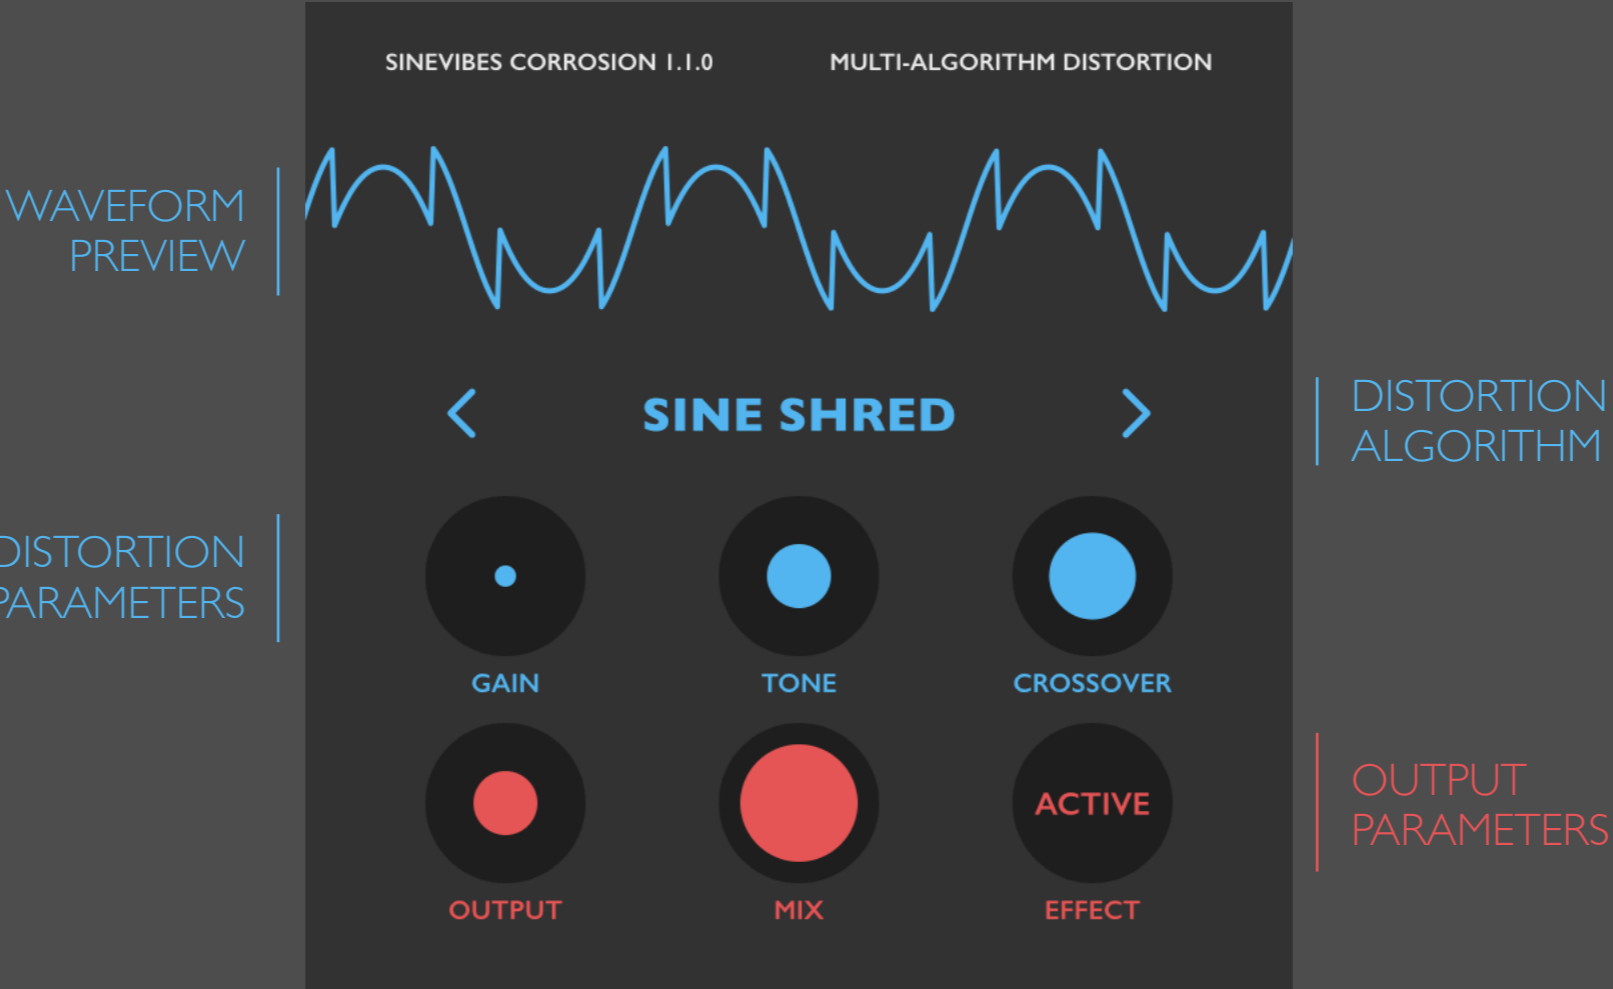 SINEVIBES CORROSION 1.1.0
MULTI-ALGORITHM DISTORTION
WAVEFORM
PREVIEW
SINE SHRED
DISTORTION
ALGORITHM
DISTORTION
PARAMETERS
GAIN
TONE
CROSSOVER
ACTIVE
OUTPUT
PARAMETERS
OUTPUT
MIX
EFFECT